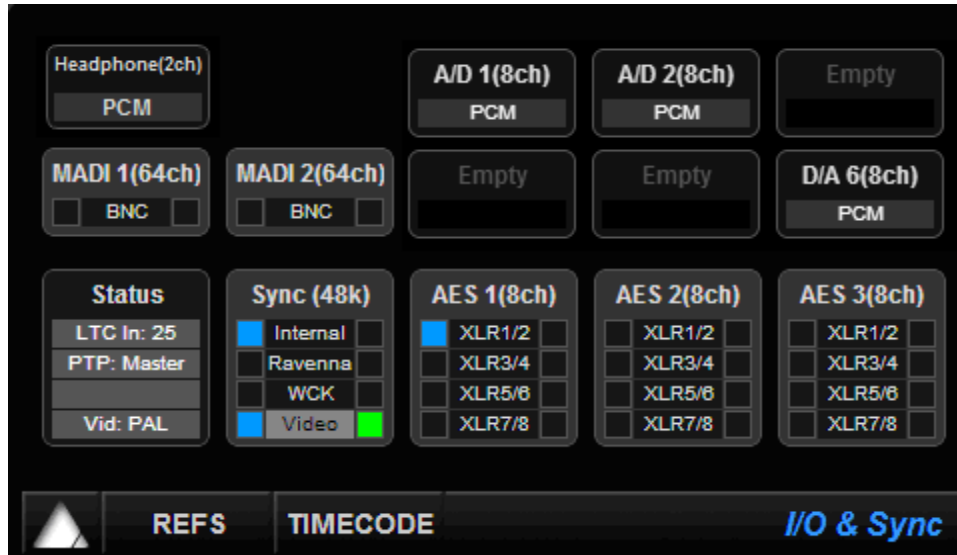 Headphone(2ch)
PCM
A/D 1(8ch)
PCM
A/D 2(8ch)
PCM
Empty
MADI 1(64ch)
BNC
MADI 2(64ch)
BNC
Empty
Empty
D/A 6(8ch)
PCM
Status
LTC In: 25
PTP: Master
Vid: PAL
Sync (48k)
Internal
Ravenna
WCK
Video
AES 1(8ch)
XLR1/2
XLR3/4
XLR5/6
XLR7/8
AES 2(8ch)
XLR1/2
XLR3/4
XLR5/6
XLR7/8
AES 3(8ch)
XLR1/2
XLR3/4
XLR5/6
XLR7/8
REFS
TIMECODE
I/O & Sync